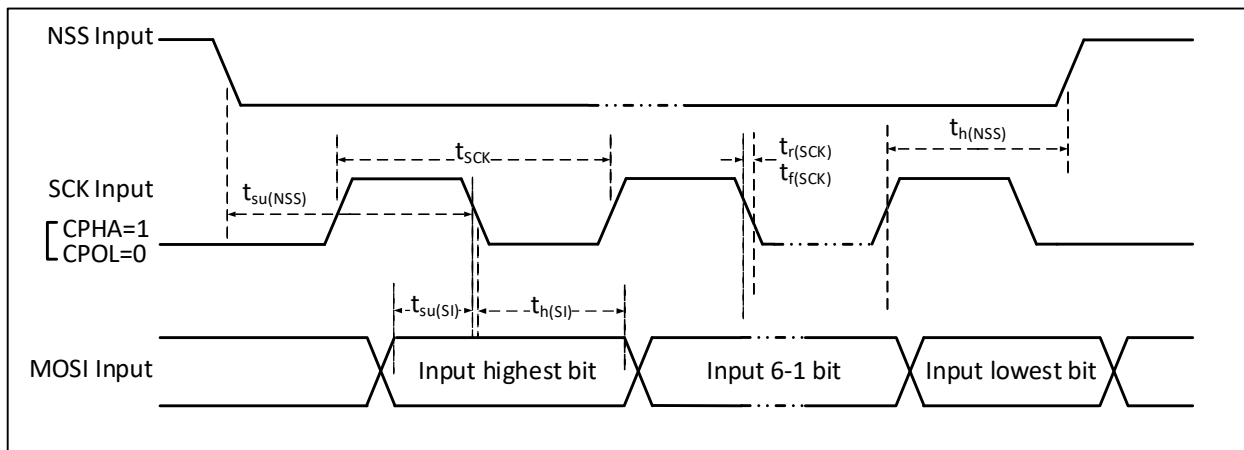 NSS Input
th(NSS)
tSCK
tr(SCK)
tf(SCK)
SCK Input
tsu(NSS)
CPHA=1
CPOL=0
tsu(SI)
th(SI)
MOSI Input
Input highest bit
Input 6-1 bit
Input lowest bit